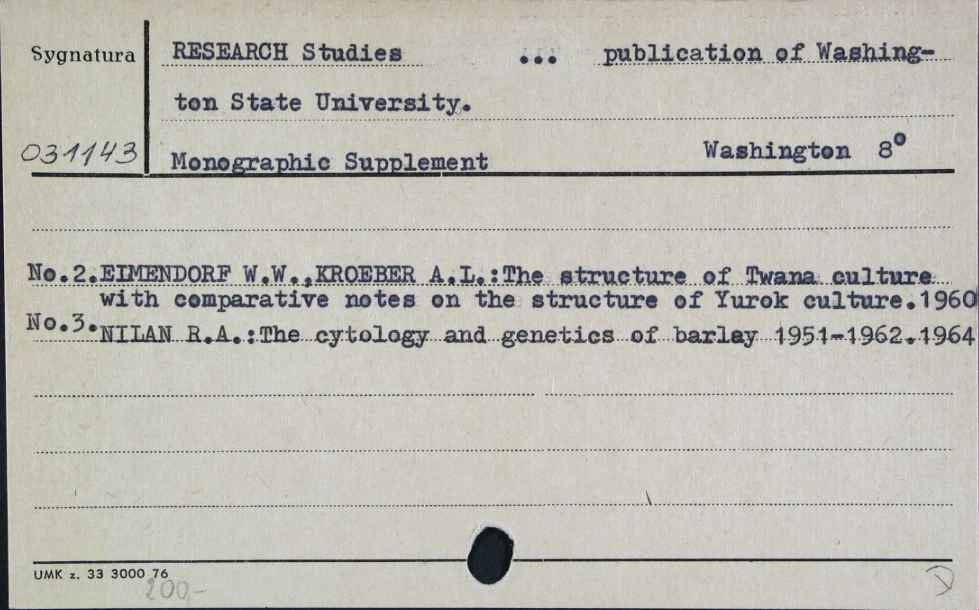 Sygnatura
RESEARCH Studies ... publication of Washing-
ton State University.
031143
Monographic Supplement Washington 8°
No.2.EIMENDORF W.W.,KROEBER A.L.:The structure of Twana culture
with comparative notes on the structure of Yurok culture.1960
No.3.NILAN R.A.:The cytology and genetics of barley 1951-1962.1964
UMK z. 33 3000 76
200,-